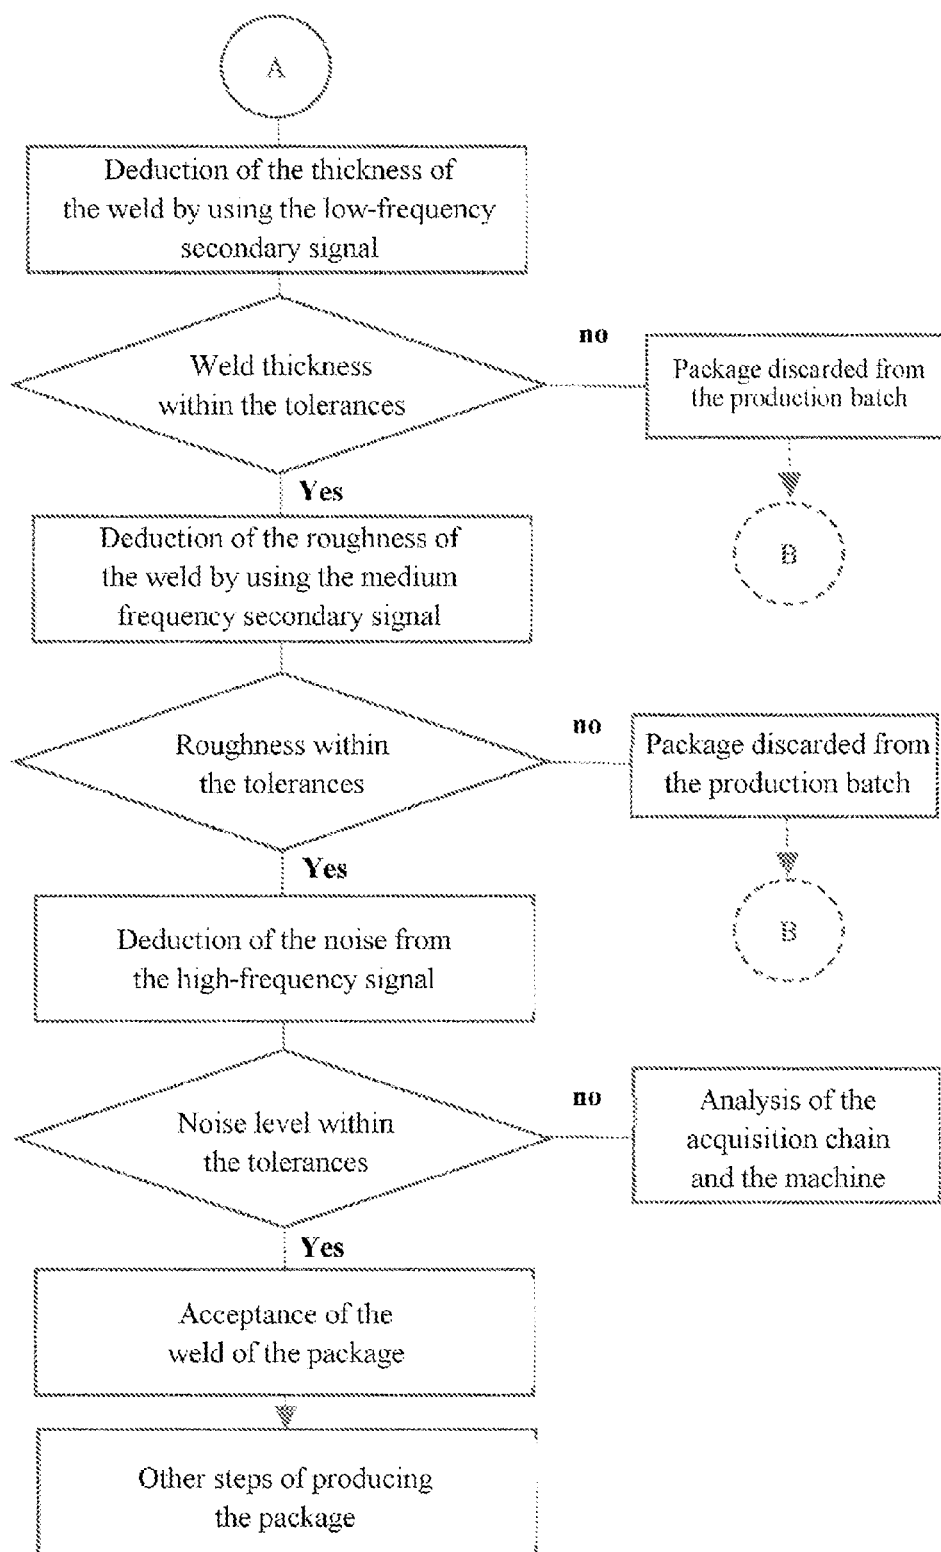 A
Deduction of the thickness of
the weld by using the low-frequency
secondary signal
Weld thickness
within the tolerances
no
Package discarded from
the production batch
B
Yes
Deduction of the roughness of
the weld by using the medium
frequency secondary signal
Roughness within
the tolerances
no
Package discarded from
the production batch
B
Yes
Deduction of the noise from
the high-frequency signal
Noise level within
the tolerances
no
Analysis of the
acquisition chain
and the machine
Yes
Acceptance of the
weld of the package
Other steps of producing
the package